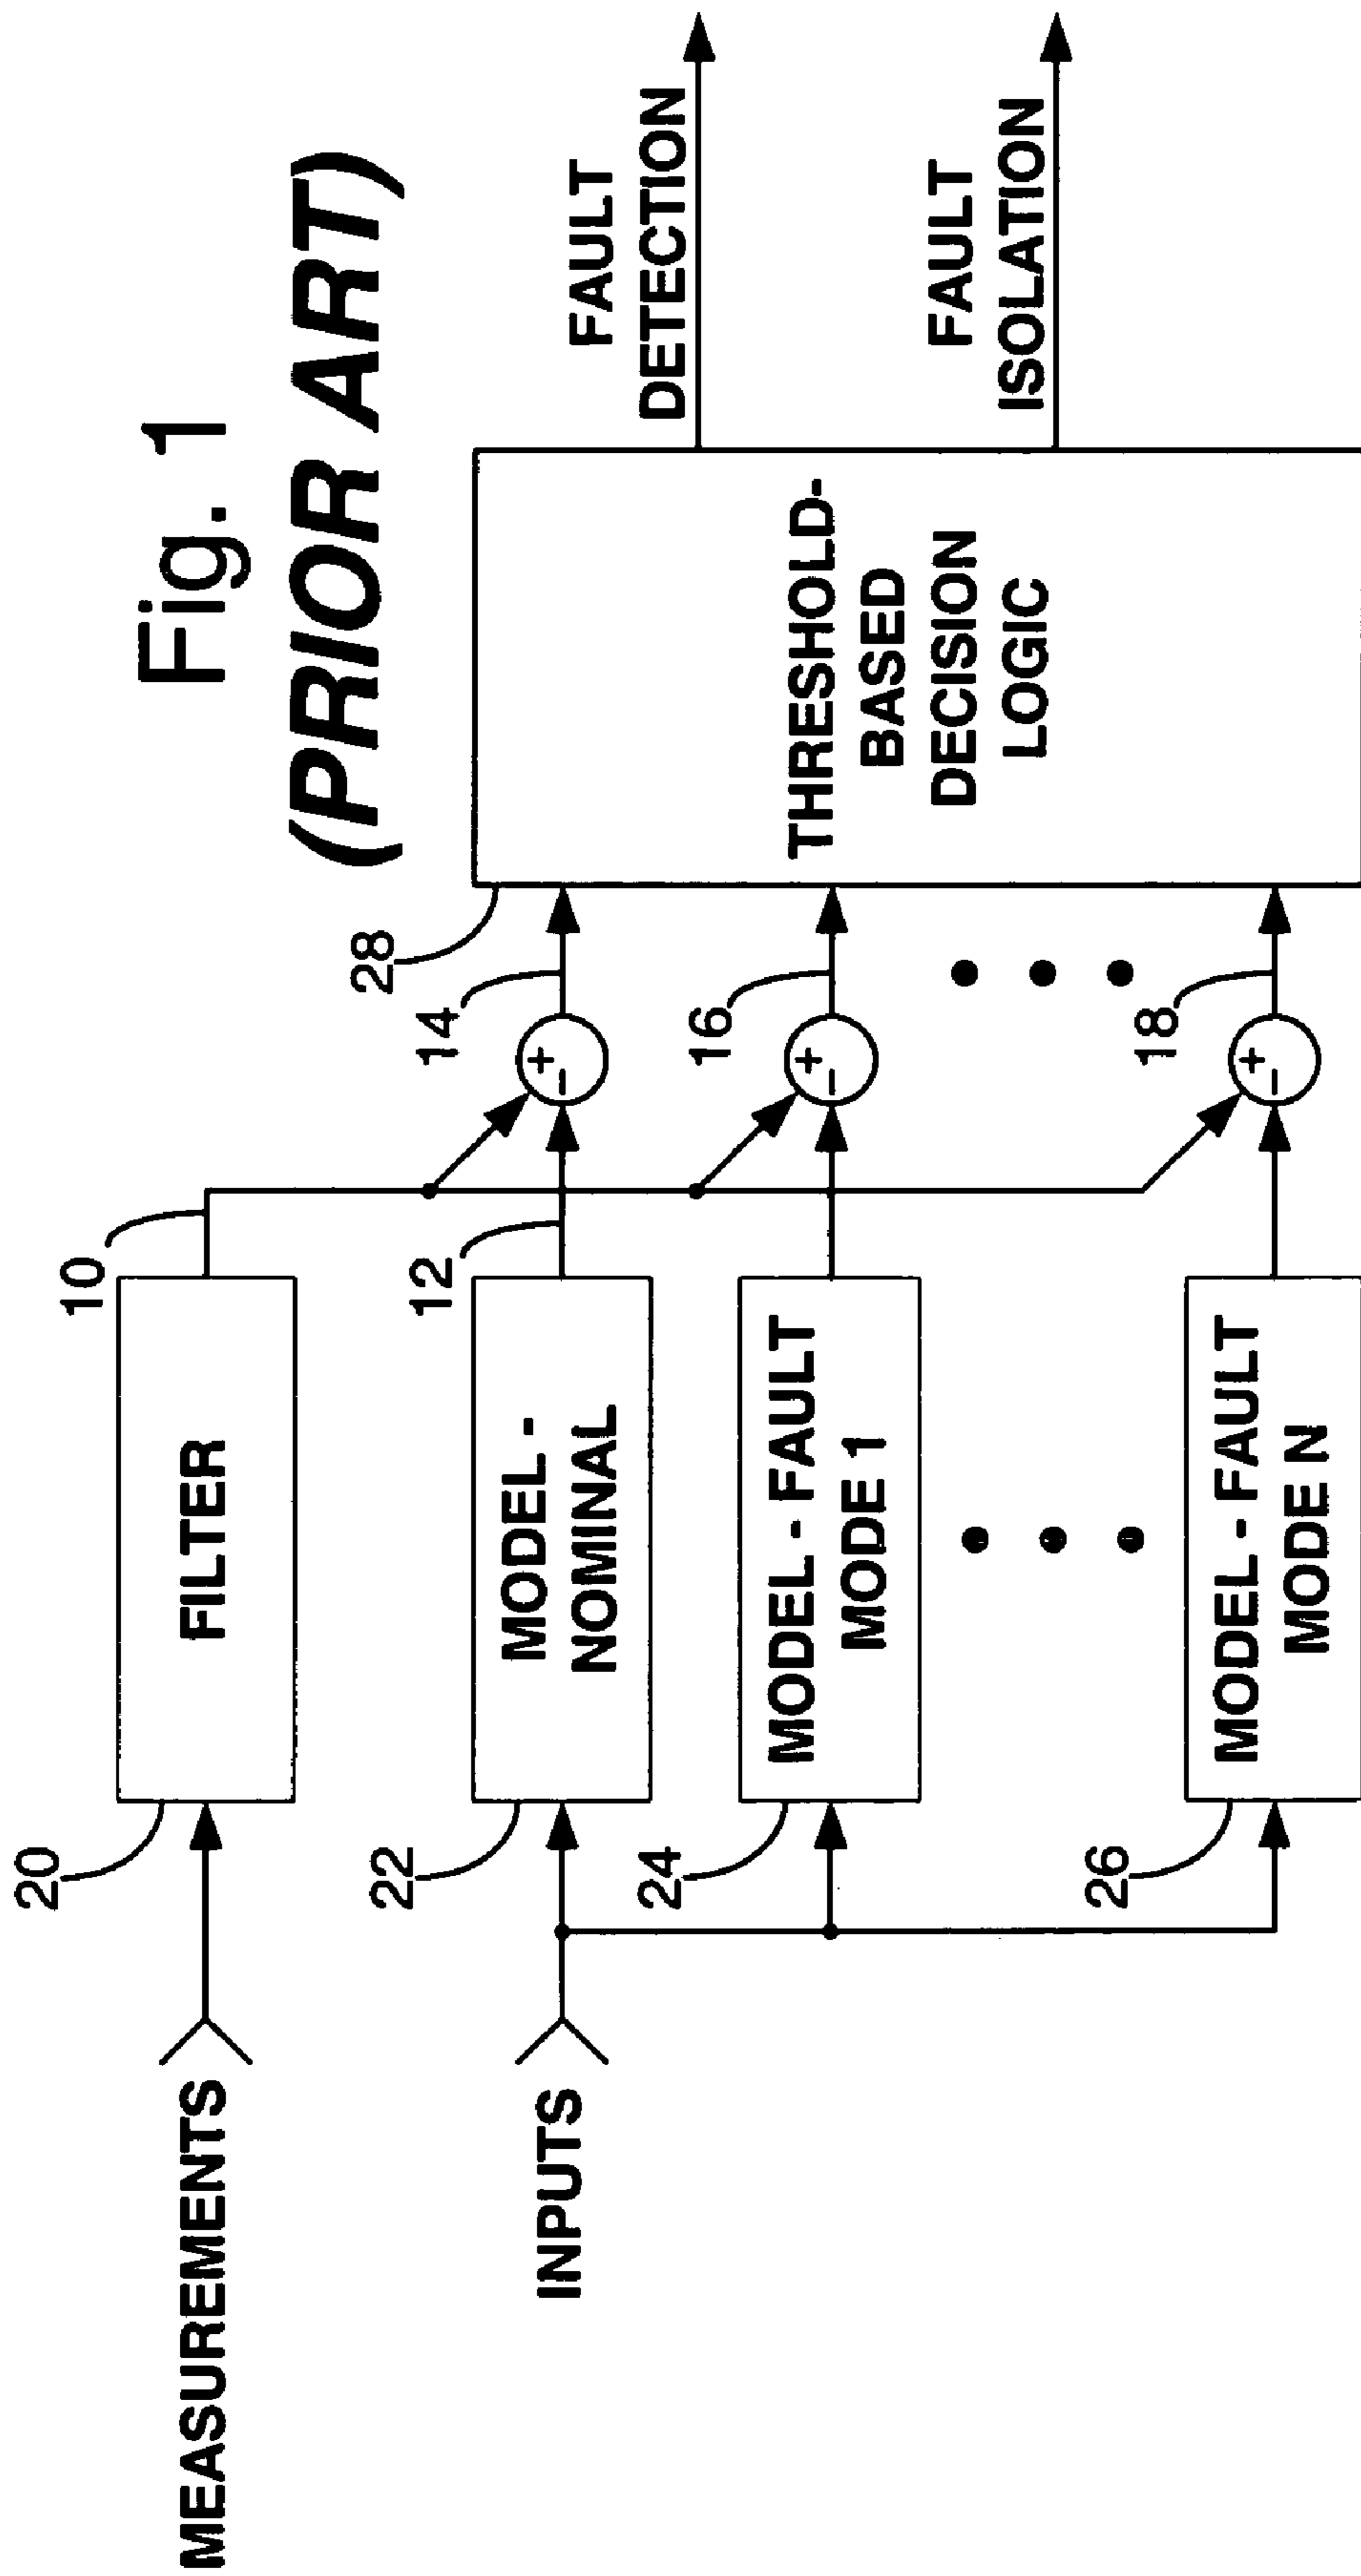 Fig. 1
(PRIOR ART)
MEASUREMENTS
20
FILTER
10
INPUTS
22
MODEL -
NOMINAL
12
14
28
24
MODEL - FAULT
MODE 1
16
26
MODEL - FAULT
MODE N
18
+
-
+
-
+
-
THRESHOLD-
BASED
DECISION
LOGIC
FAULT
DETECTION
FAULT
ISOLATION